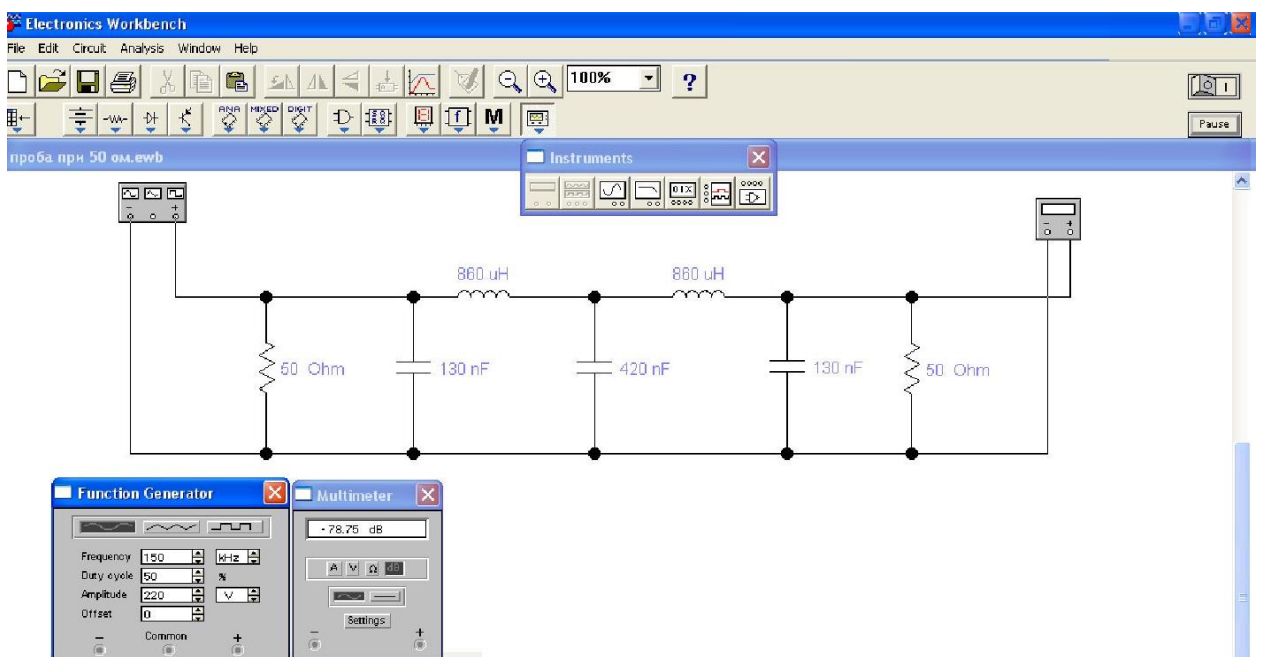 Electronics Workbench
File Edit Circuit Analysis Window Help
100% ?
ANA MIXED DIGIT M
Pause
проба при 50 ом.ewb
Instruments
860 uH 860 uH
50 Ohm 130 nF 420 nF 130 nF 50 Ohm
Function Generator
Frequency 150 kHz
Duty cycle 50 %
Amplitude 220 V
Offset 0
− Common +
Multimeter
-78.75 dB
A V Ω dB
Settings
− +